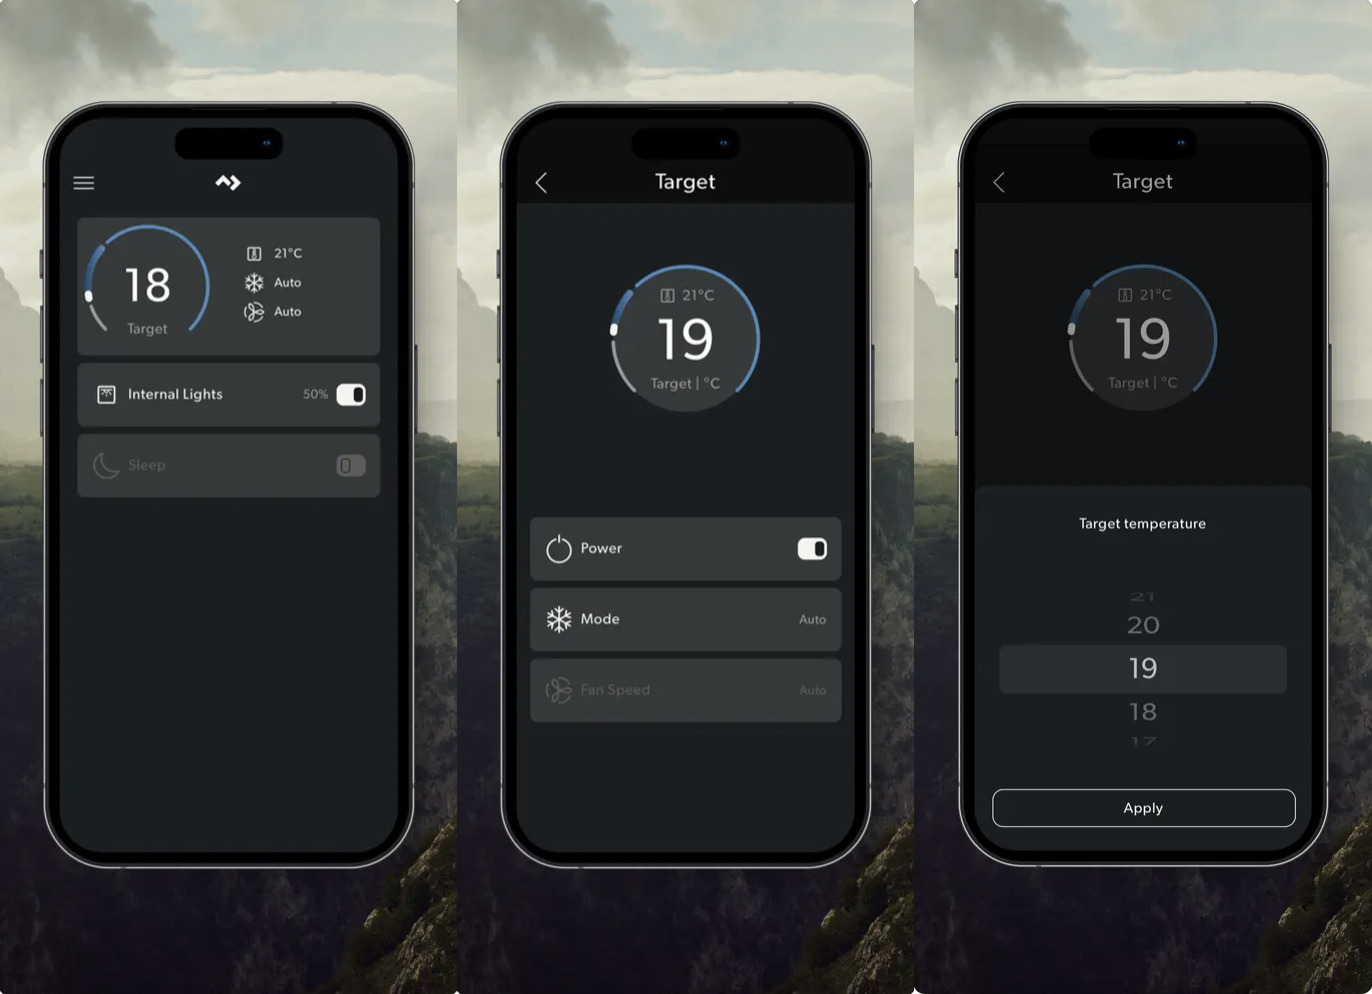 18
Target
21°C
Auto
Auto
Internal Lights 50%
Sleep
Target
21°C
19
Target | °C
Power
Mode Auto
Fan Speed Auto
Target
21°C
19
Target | °C
Target temperature
21
20
19
18
17
Apply